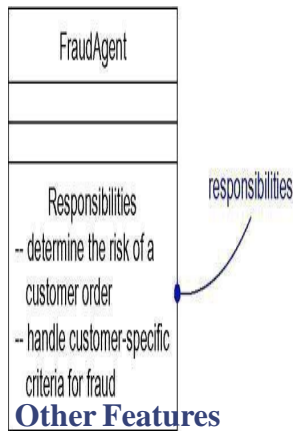 FraudAgent
Responsibilities
-- determine the risk of a
customer order
-- handle customer-specific
criteria for fraud
responsibilities
Other Features